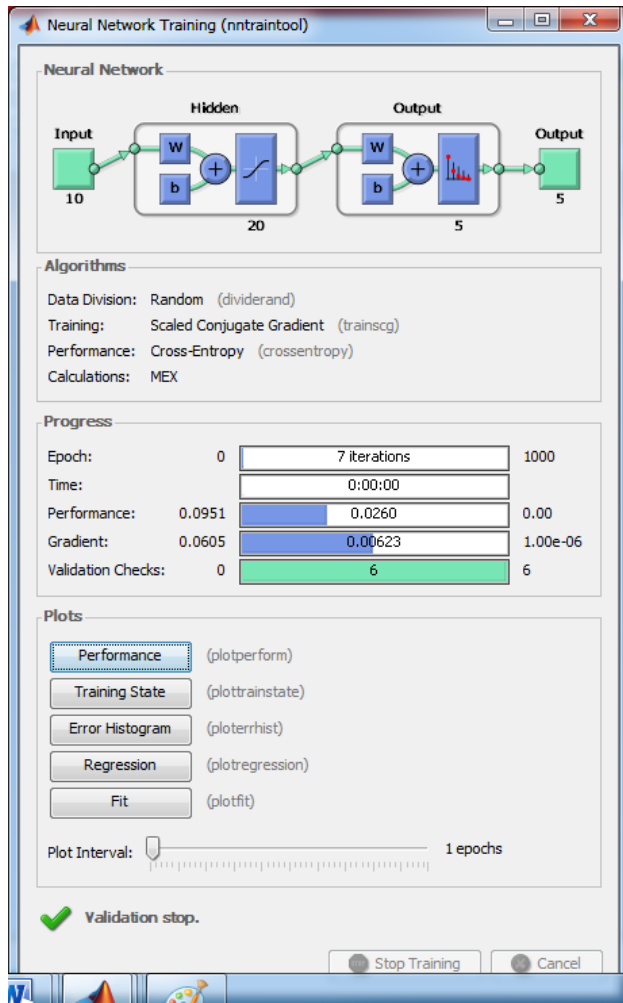 Neural Network Training (nntraintool)
Neural Network
Hidden Output
Input Output
W W
b b
10 20 5 5
Algorithms
Data Division: Random (dividerand)
Training: Scaled Conjugate Gradient (trainscg)
Performance: Cross-Entropy (crossentropy)
Calculations: MEX
Progress
Epoch: 0 7 iterations 1000
Time: 0:00:00
Performance: 0.0951 0.0260 0.00
Gradient: 0.0605 0.00623 1.00e-06
Validation Checks: 0 6 6
Plots
Performance (plotperform)
Training State (plottrainstate)
Error Histogram (ploterrhist)
Regression (plotregression)
Fit (plotfit)
Plot Interval: 1 epochs
Validation stop.
Stop Training Cancel
W